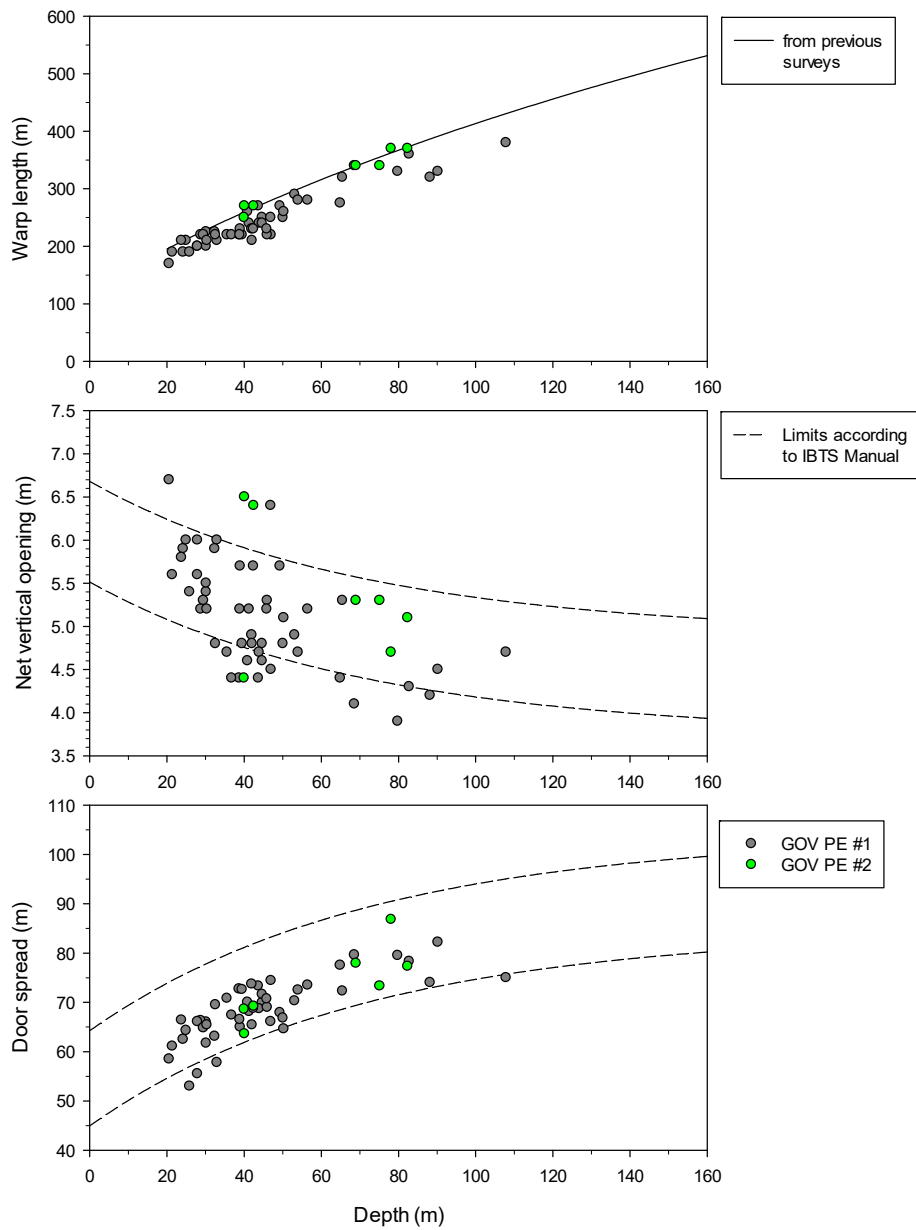 600
500
400
300
200
100
0
Warp length (m)
0 20 40 60 80 100 120 140 160
from previous
surveys
7.5
7.0
6.5
6.0
5.5
5.0
4.5
4.0
3.5
Net vertical opening (m)
0 20 40 60 80 100 120 140 160
Limits according
to IBTS Manual
110
100
90
80
70
60
50
40
Door spread (m)
0 20 40 60 80 100 120 140 160
Depth (m)
GOV PE #1
GOV PE #2